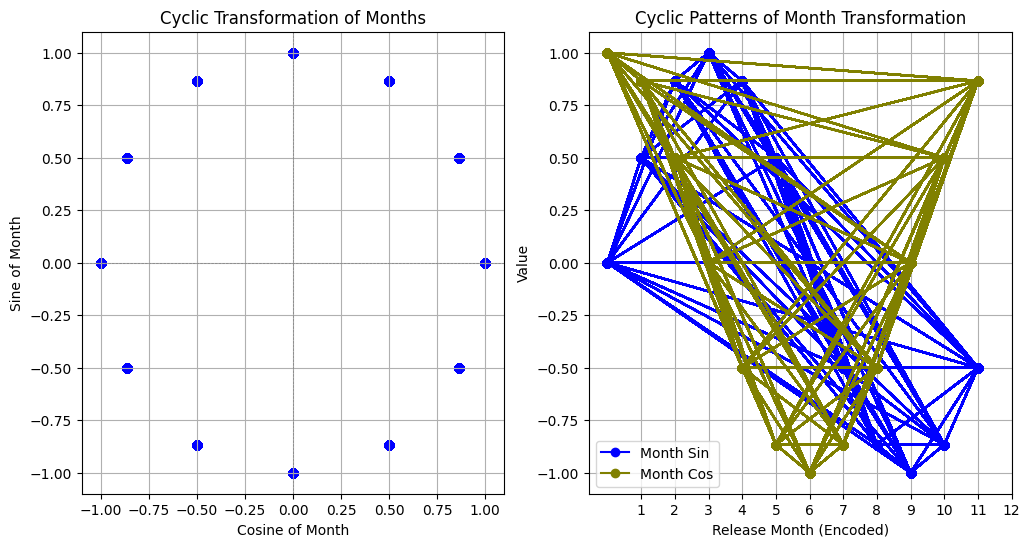 Cyclic Transformation of Months
1.00
0.75
0.50
0.25
0.00
−0.25
−0.50
−0.75
−1.00
Sine of Month
−1.00 −0.75 −0.50 −0.25 0.00 0.25 0.50 0.75 1.00
Cosine of Month
Cyclic Patterns of Month Transformation
1.00
0.75
0.50
0.25
0.00
−0.25
−0.50
−0.75
−1.00
Value
Month Sin
Month Cos
1 2 3 4 5 6 7 8 9 10 11 12
Release Month (Encoded)